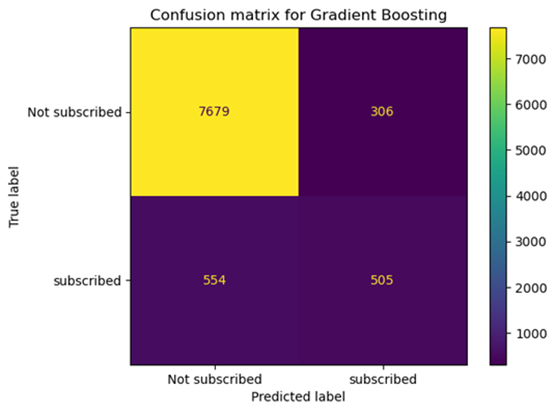 Confusion matrix for Gradient Boosting
True label
Not subscribed
7679
306
subscribed
554
505
Not subscribed
subscribed
Predicted label
7000
6000
5000
4000
3000
2000
1000